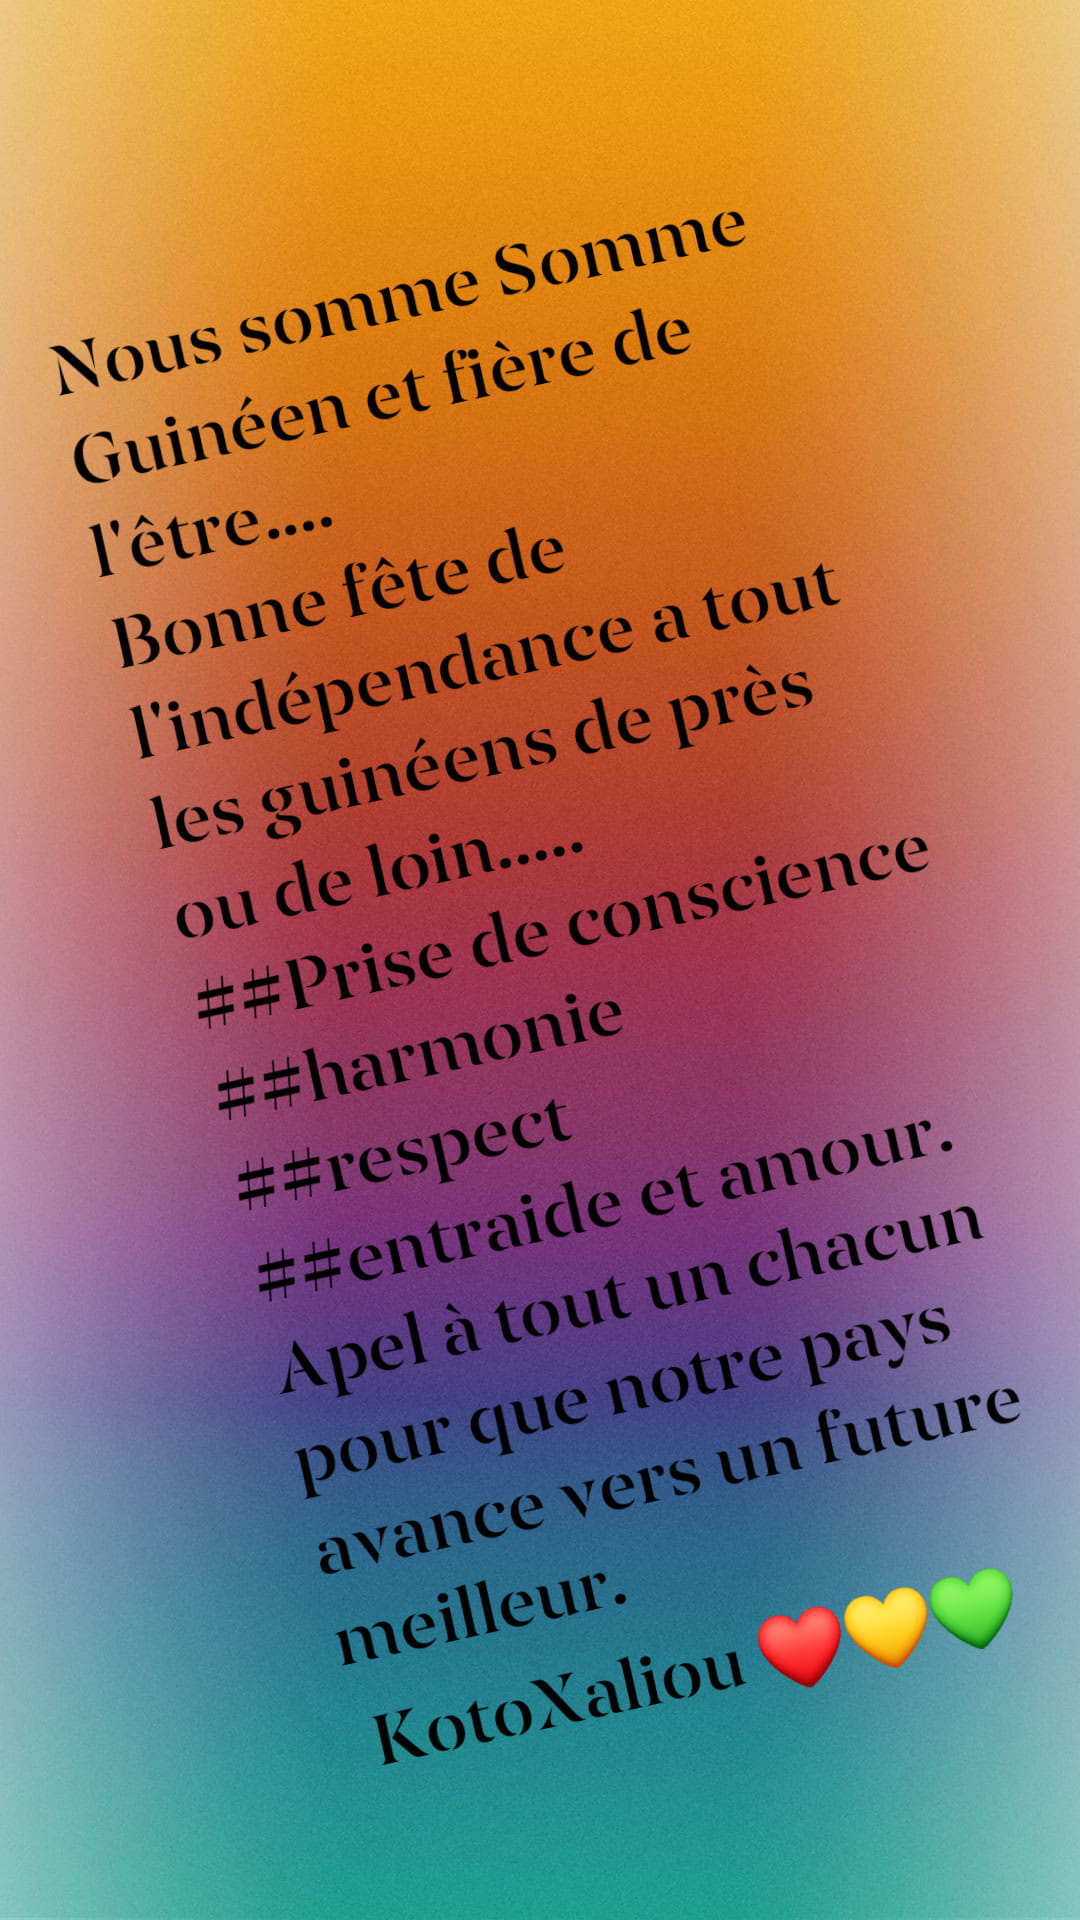 Nous somme Somme
Guinéen et fière de
l'être....
Bonne fête de
l'indépendance a tout
les guinéens de près
ou de loin.....
##Prise de conscience
##harmonie
##respect
##entraide et amour.
Apel à tout un chacun
pour que notre pays
avance vers un future
meilleur.
KotoXaliou ❤️💛💚